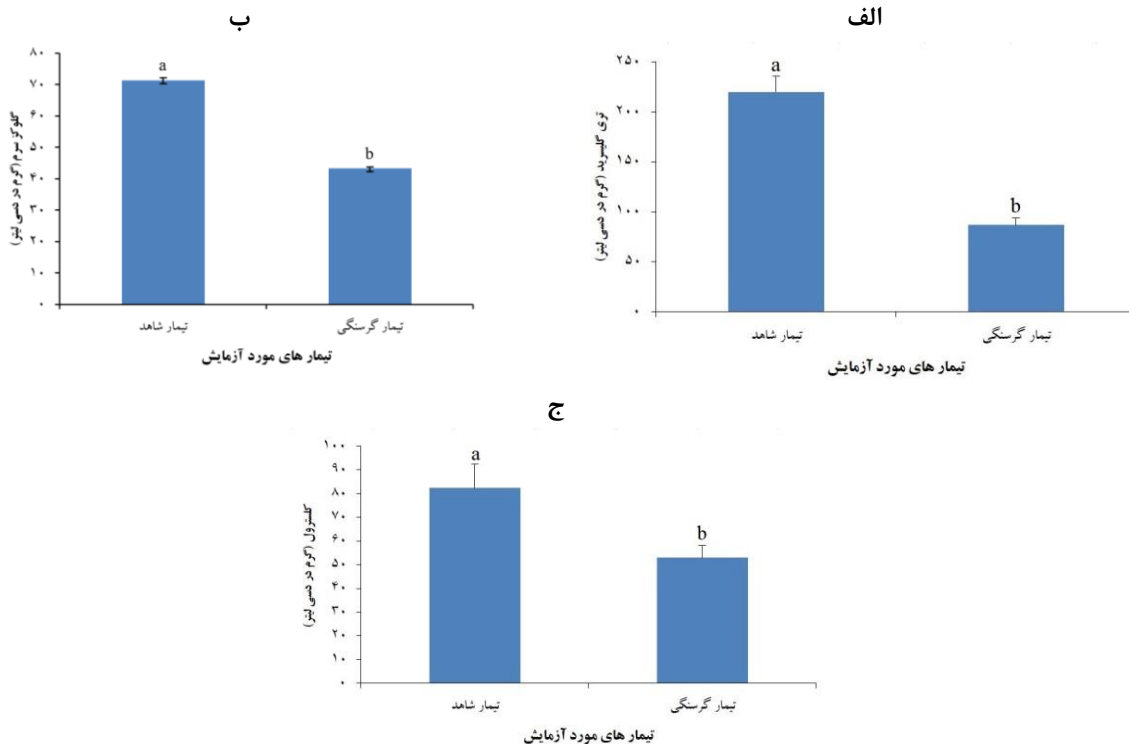 الف
۲۵۰
۲۰۰
۱۵۰
۱۰۰
۵۰
۰
تری گلیسرید (گرم در دسی لیتر)
a
b
تیمار شاهد
تیمار گرسنگی
تیمار های مورد آزمایش
ب
۸۰
۷۰
۶۰
۵۰
۴۰
۳۰
۲۰
۱۰
۰
گلوکز سرم (گرم در دسی لیتر)
a
b
تیمار شاهد
تیمار گرسنگی
تیمار های مورد آزمایش
ج
۱۰۰
۹۰
۸۰
۷۰
۶۰
۵۰
۴۰
۳۰
۲۰
۱۰
۰
کلسترول (گرم در دسی لیتر)
a
b
تیمار شاهد
تیمار گرسنگی
تیمار های مورد آزمایش